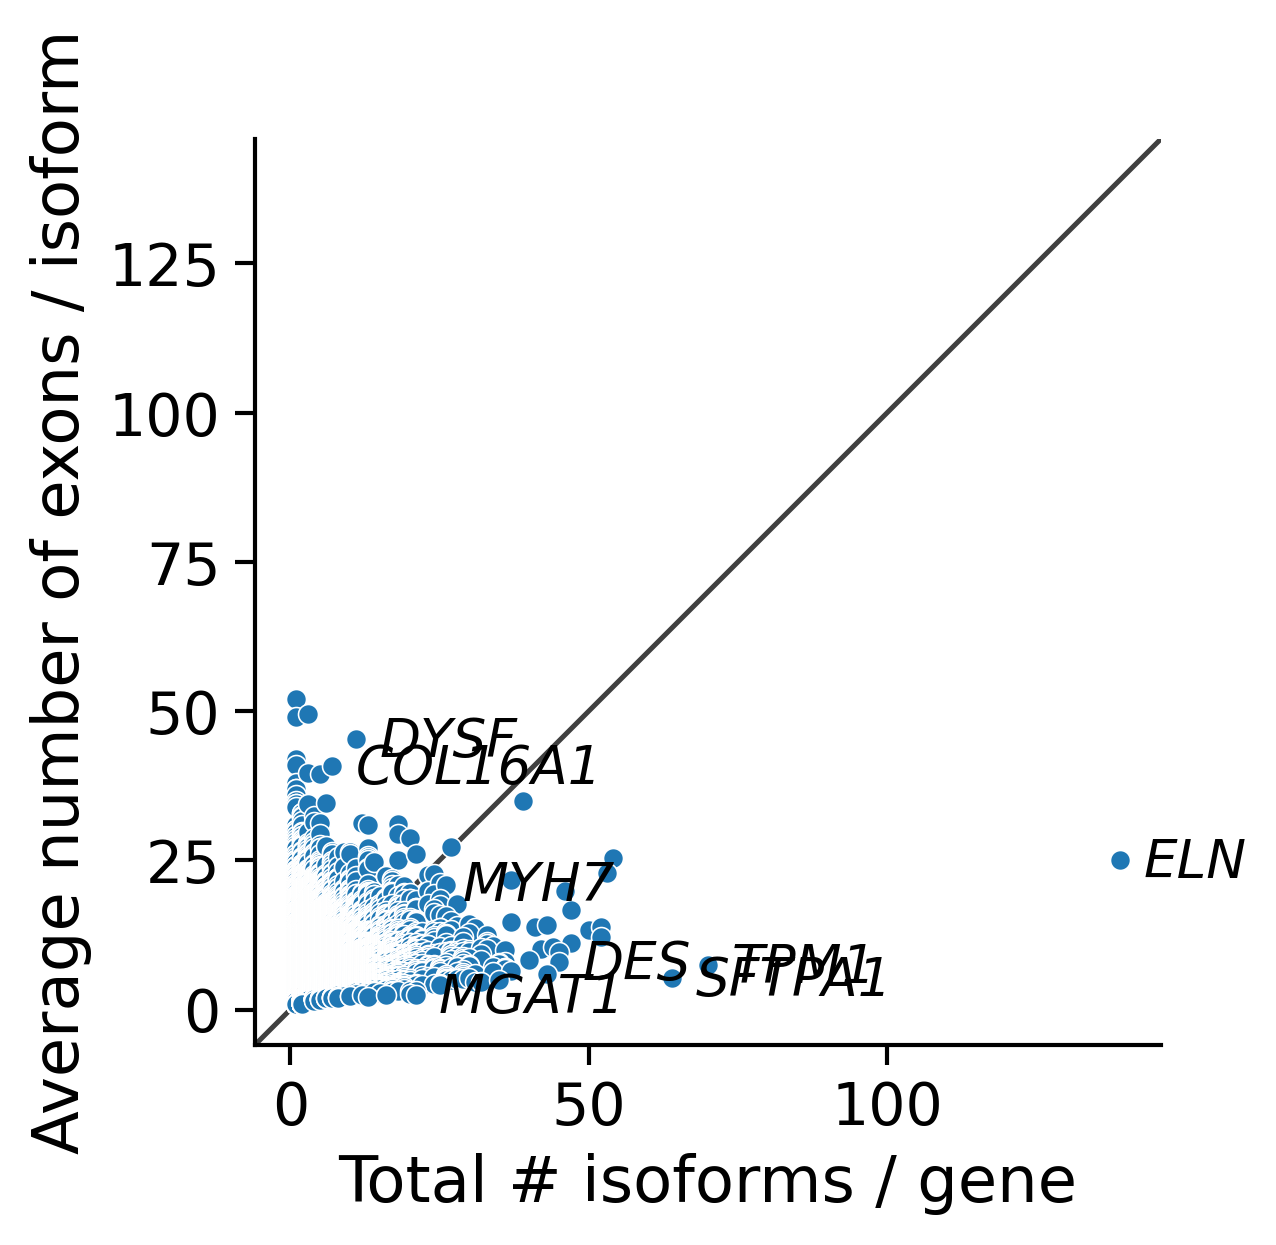 Average number of exons / isoform
125
100
75
50
25
0
DYSF
COL16A1
MYH7
ELN
DES
TPM1
SFTPA1
MGAT1
0
50
100
Total # isoforms / gene